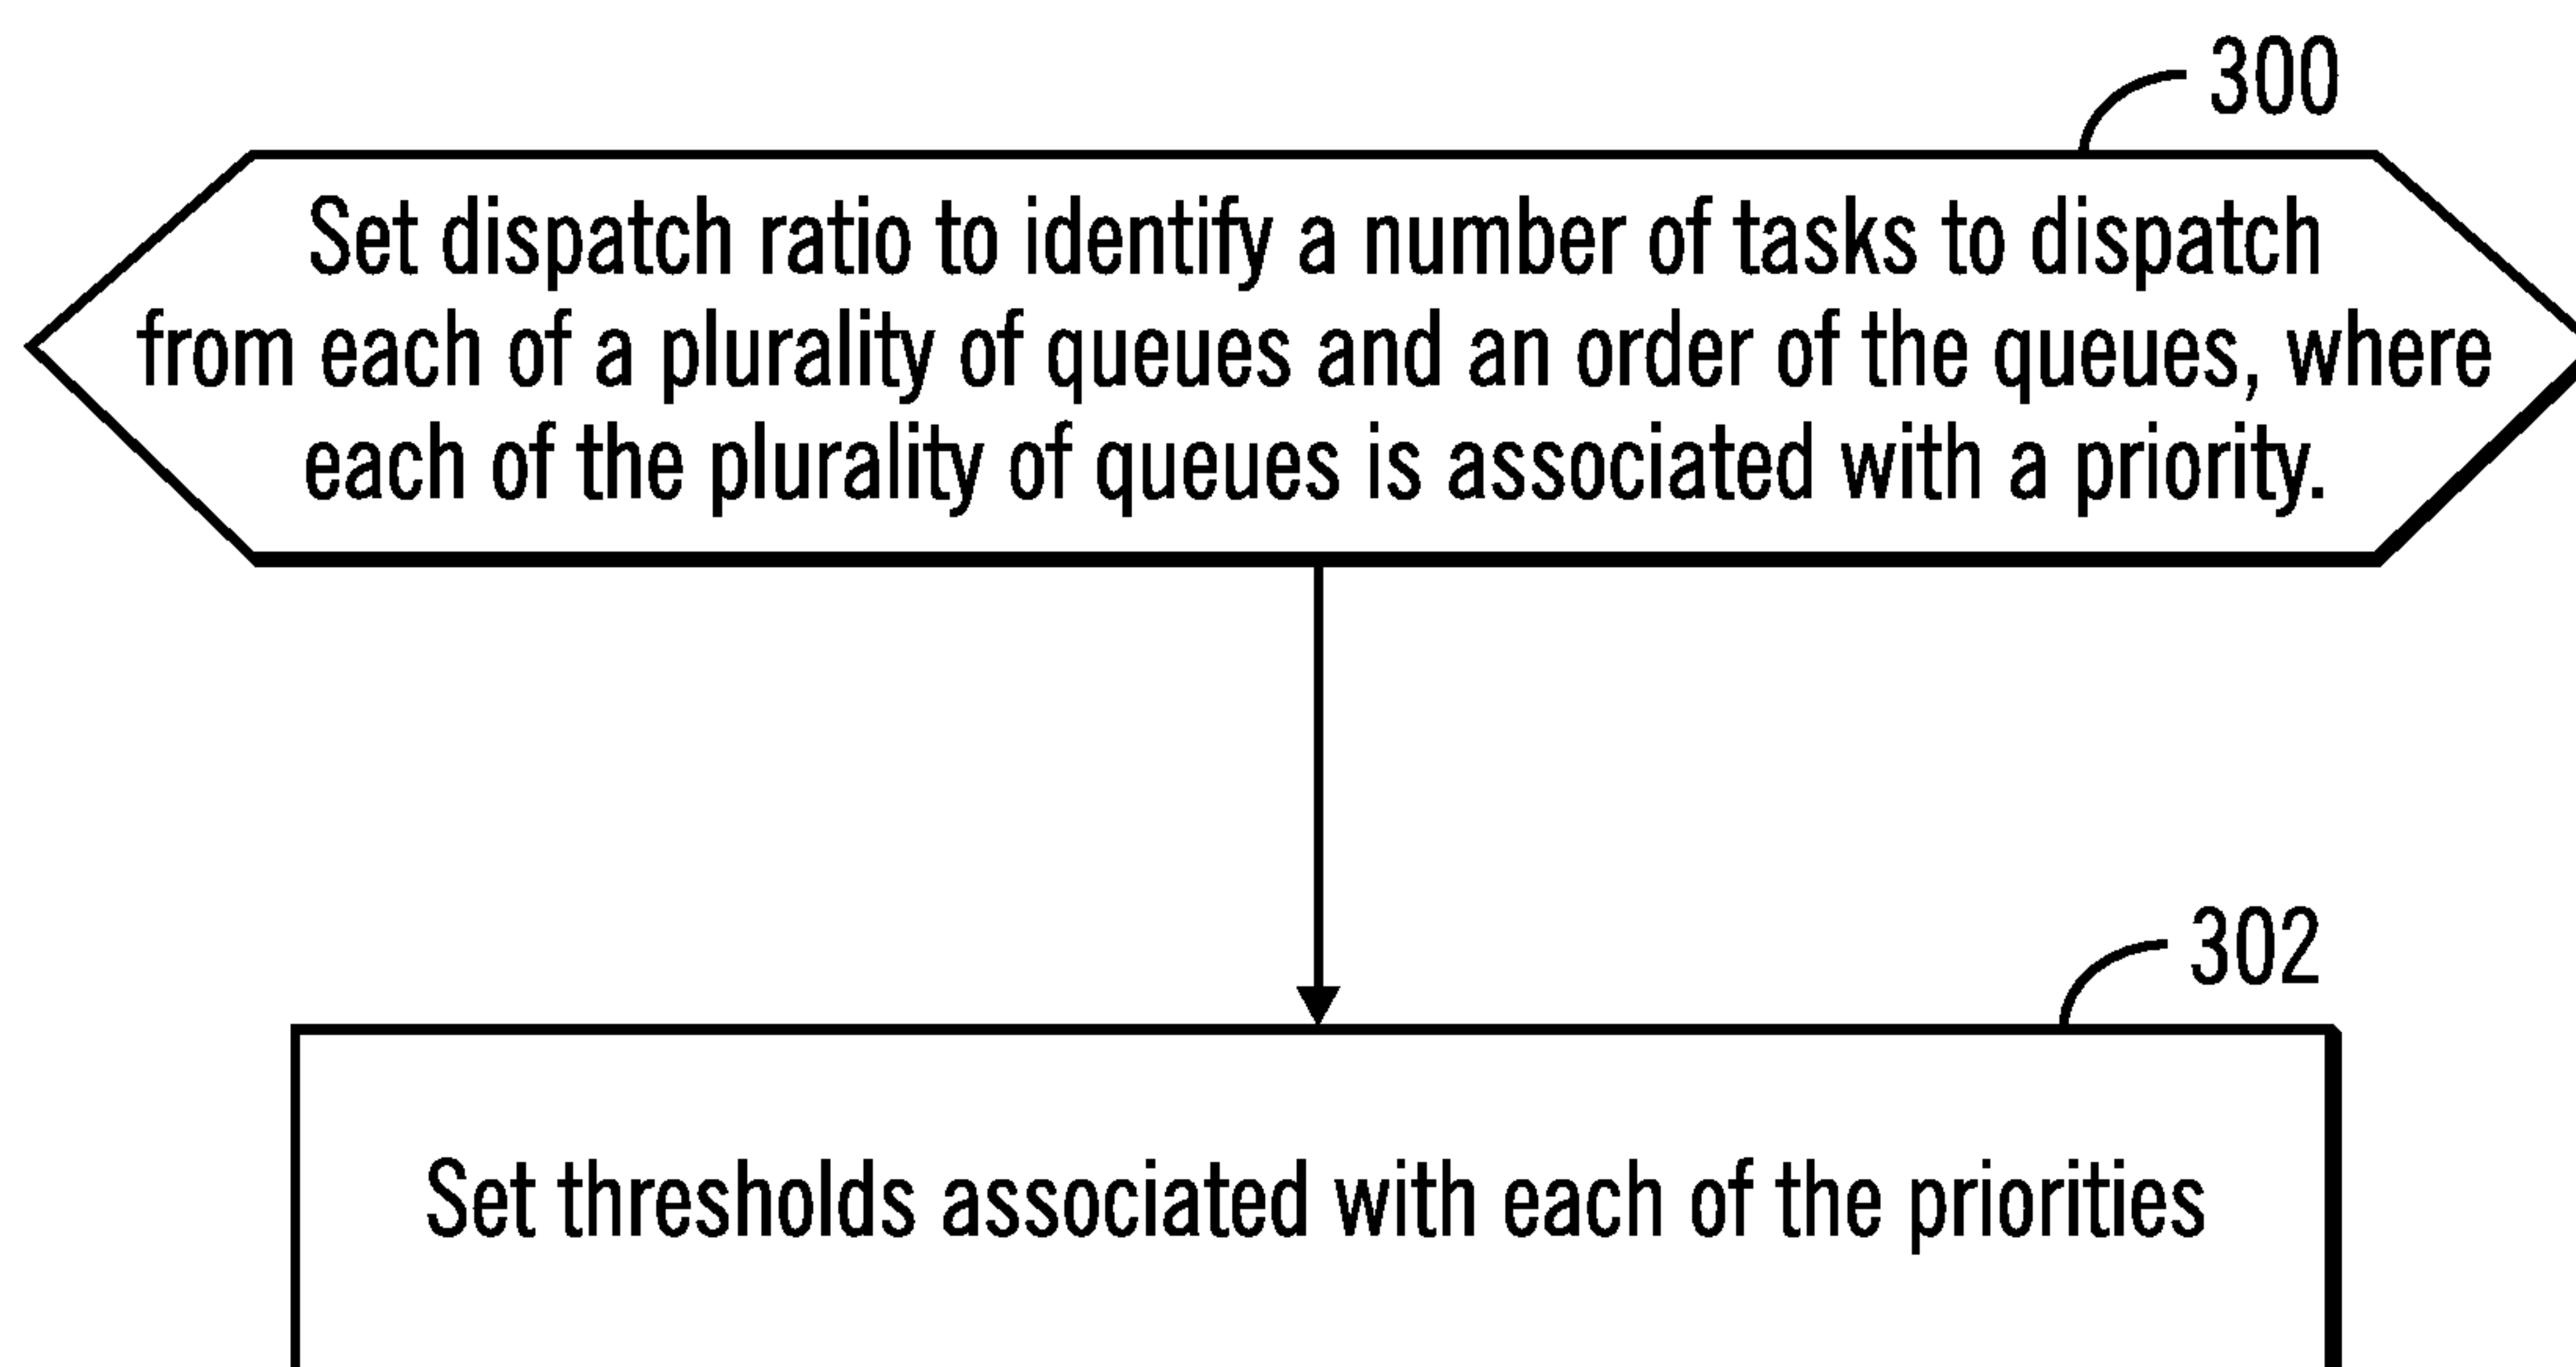 300
Set dispatch ratio to identify a number of tasks to dispatch
from each of a plurality of queues and an order of the queues, where
each of the plurality of queues is associated with a priority.
302
Set thresholds associated with each of the priorities